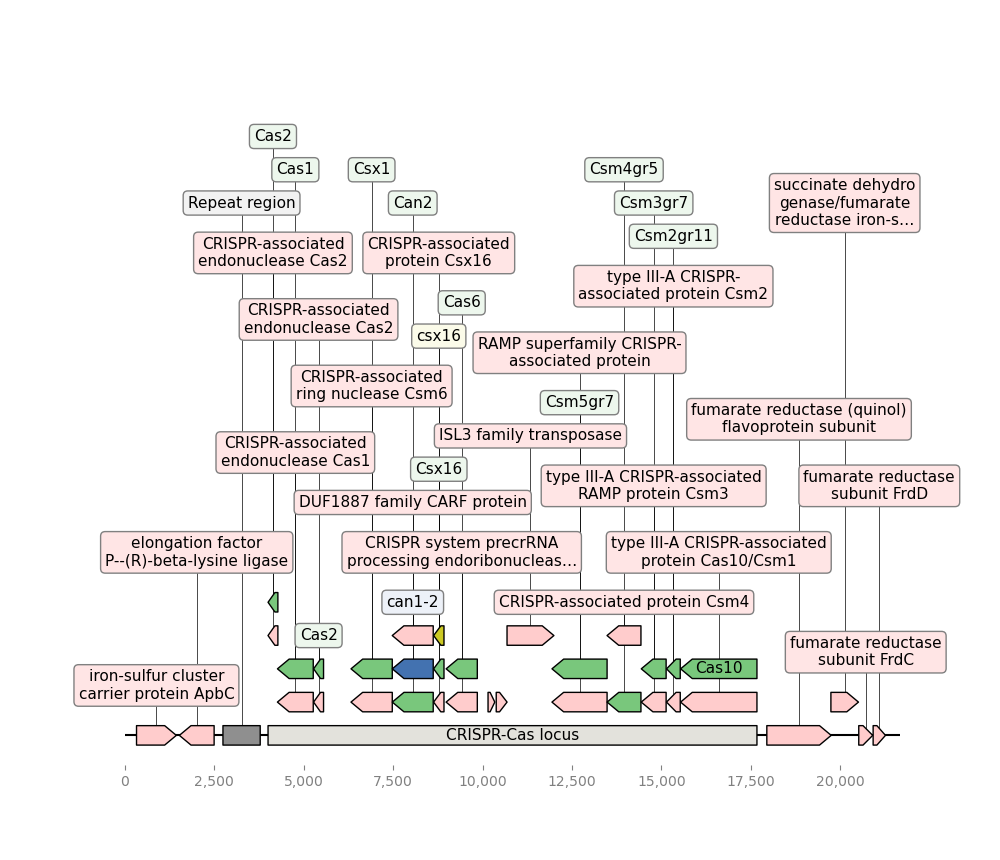 Cas2
Cas1
Csx1
Csm4gr5
succinate dehydro
genase/fumarate
reductase iron-s...
Repeat region
Can2
Csm3gr7
Csm2gr11
CRISPR-associated
endonuclease Cas2
CRISPR-associated
protein Csx16
type III-A CRISPR-
associated protein Csm2
Cas6
CRISPR-associated
endonuclease Cas2
csx16
RAMP superfamily CRISPR-
associated protein
CRISPR-associated
ring nuclease Csm6
Csm5gr7
fumarate reductase (quinol)
flavoprotein subunit
ISL3 family transposase
CRISPR-associated
endonuclease Cas1
Csx16
type III-A CRISPR-associated
RAMP protein Csm3
fumarate reductase
subunit FrdD
DUF1887 family CARF protein
elongation factor
P--(R)-beta-lysine ligase
CRISPR system precrRNA
processing endoribonucleas...
type III-A CRISPR-associated
protein Cas10/Csm1
can1-2
CRISPR-associated protein Csm4
Cas2
fumarate reductase
subunit FrdC
Cas10
iron-sulfur cluster
carrier protein ApbC
CRISPR-Cas locus
0
2,500
5,000
7,500
10,000
12,500
15,000
17,500
20,000